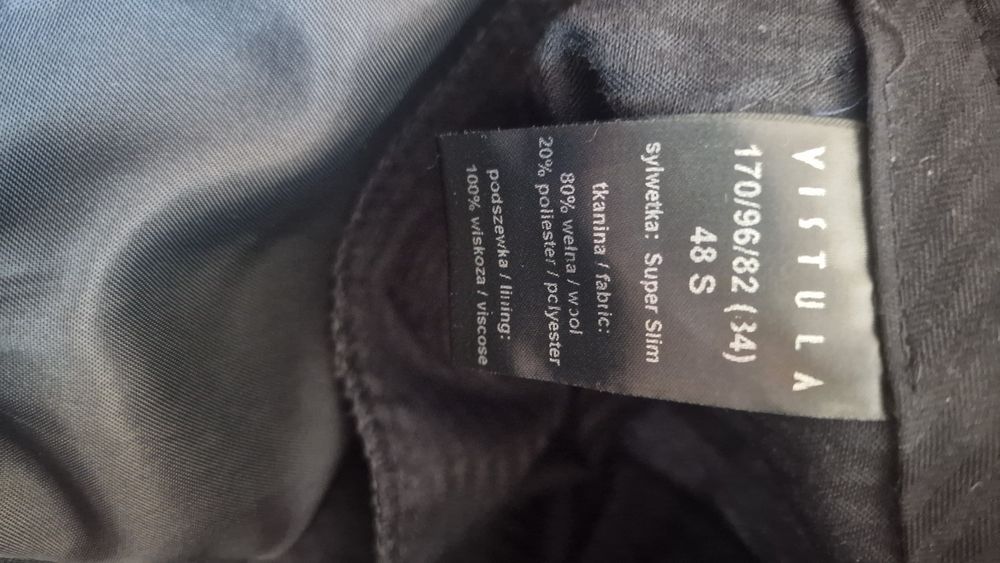 VISTULA
170/96/82 (34)
48 S
sylwetka: Super Slim
tkanina / fabric:
80% wełna / wool
20% poliester / polyester
podszewka / lining:
100% wiskoza / viscose